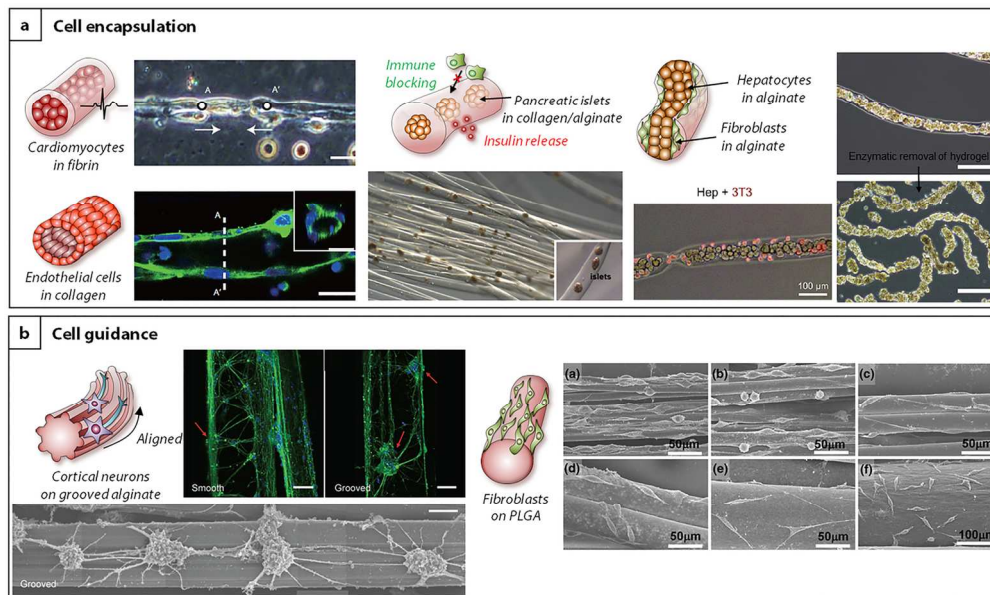 a Cell encapsulation
Cardiomyocytes
in fibrin
A A'
Endothelial cells
in collagen
A
A'
Immune
blocking
Pancreatic islets
in collagen/alginate
Insulin release
islets
Hepatocytes
in alginate
Fibroblasts
in alginate
Hep + 3T3
100 μm
Enzymatic removal of hydrogel
b Cell guidance
Aligned
Cortical neurons
on grooved alginate
Smooth
Grooved
Grooved
Fibroblasts
on PLGA
(a)
50μm
(b)
50μm
(c)
50μm
(d)
50μm
(e)
50μm
(f)
100μm